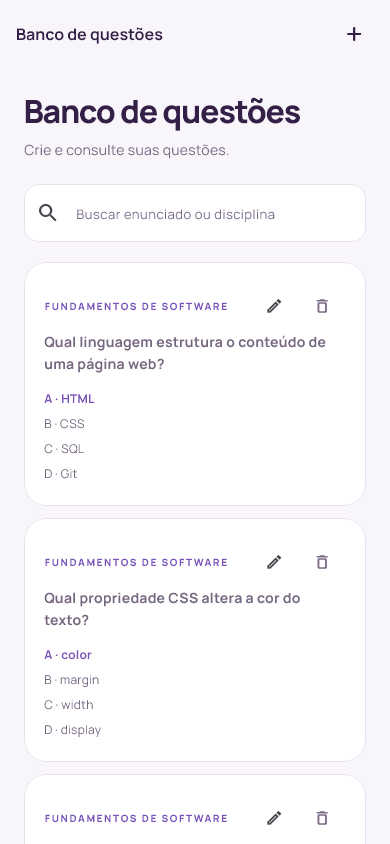 Banco de questões
Banco de questões
Crie e consulte suas questões.
Buscar enunciado ou disciplina
FUNDAMENTOS DE SOFTWARE
Qual linguagem estrutura o conteúdo de
uma página web?
A · HTML
B · CSS
C · SQL
D · Git
FUNDAMENTOS DE SOFTWARE
Qual propriedade CSS altera a cor do
texto?
A · color
B · margin
C · width
D · display
FUNDAMENTOS DE SOFTWARE